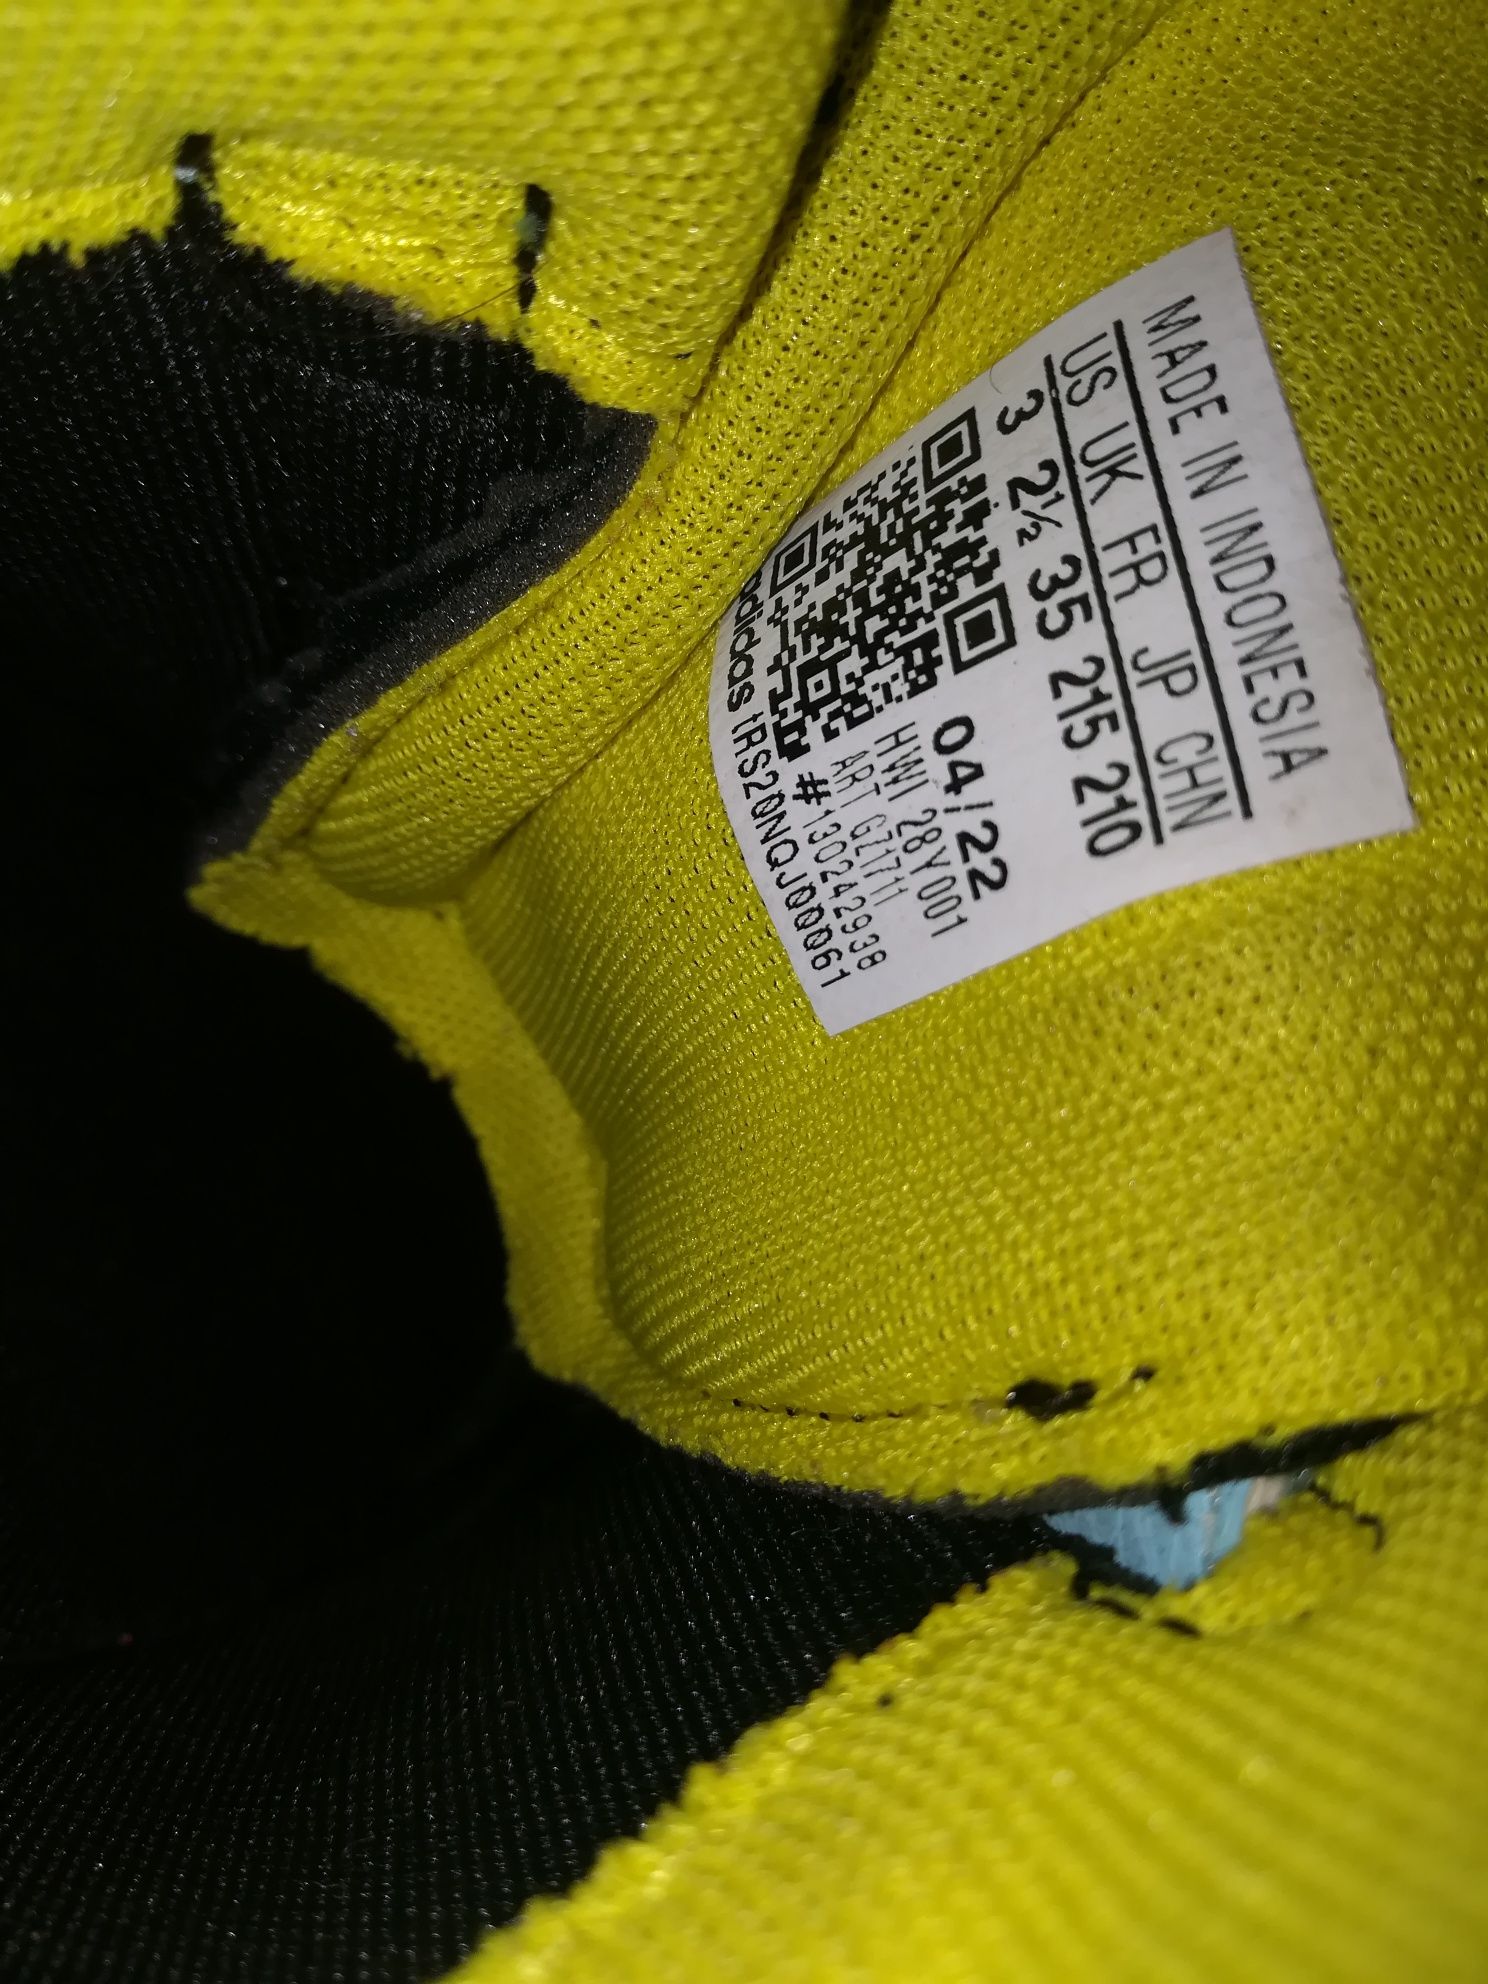 MADE IN INDONESIA
US UK FR JP CHN
3 2½ 35 215 210
04/22
HWI 28Y001
ART GZ1711
#130242938
adidas tRS20NQJ00061